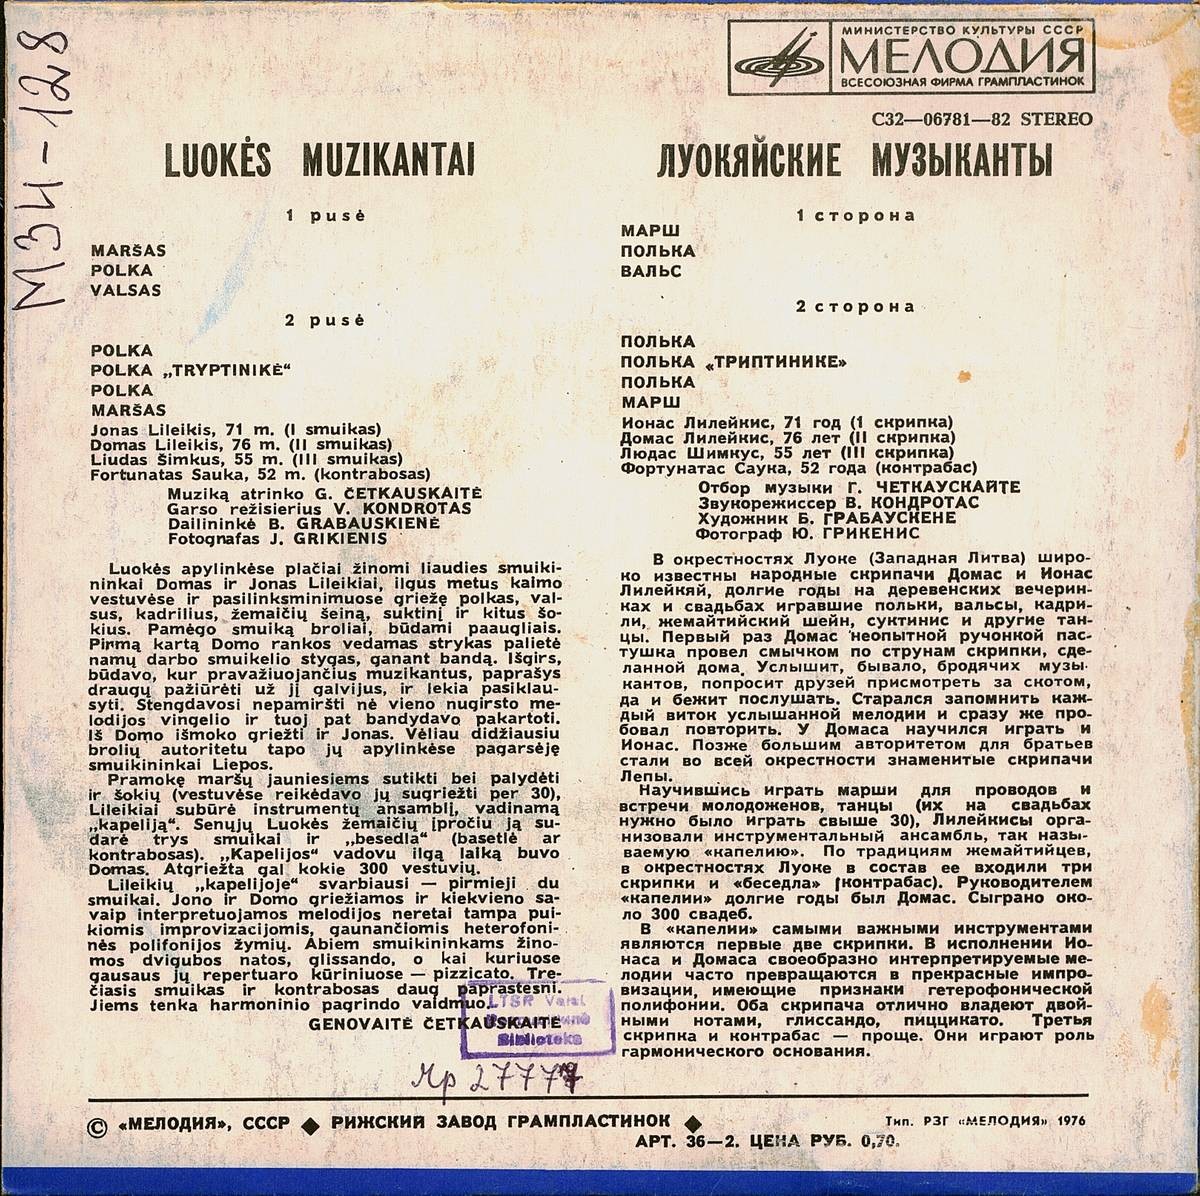 МИНИСТЕРСТВО КУЛЬТУРЫ СССР
МЕЛОДИЯ
ВСЕСОЮЗНАЯ ФИРМА ГРАМПЛАСТИНОК
С32—06781—82 STEREO
МЗИ-128
LUOKĖS MUZIKANTAI
1 pusė
MARŠAS
POLKA
VALSAS
2 pusė
POLKA
POLKA „TRYPTINIKĖ“
POLKA
MARŠAS
Jonas Lileikis, 71 m. (I smuikas)
Domas Lileikis, 76 m. (II smuikas)
Liudas Šimkus, 55 m. (III smuikas)
Fortunatas Sauka, 52 m. (kontrabosas)
Muziką atrinko G. ČETKAUSKAITĖ
Garso režisierius V. KONDROTAS
Dailininkė B. GRABAUSKIENĖ
Fotografas J. GRIKIENIS
Luokės apylinkėse plačiai žinomi liaudies smuiki-
ninkai Domas ir Jonas Lileikiai, ilgus metus kaimo
vestuvėse ir pasilinksminimuose griežę polkas, val-
sus, kadrilius, žemaičių šeiną, suktinį ir kitus šo-
kius. Pamėgo smuiką broliai, būdami paaugliais.
Pirmą kartą Domo rankos vedamas strykas palietė
namų darbo smuikelio stygas, ganant bandą. Išgirs,
būdavo, kur pravažiuojančius muzikantus, paprašys
draugų pažiūrėti už jį galvijus, ir lekia pasiklau-
syti. Stengdavosi nepamiršti nė vieno nugirsto me-
lodijos vingelio ir tuoj pat bandydavo pakartoti.
Iš Domo išmoko griežti ir Jonas. Vėliau didžiausiu
brolių autoritetu tapo jų apylinkėse pagarsėję
smuikininkai Liepos.
Pramokę maršų jauniesiems sutikti bei palydėti
ir šokių (vestuvėse reikėdavo jų sugriežti per 30),
Lileikiai subūrė instrumentų ansamblį, vadinamą
„kapeliją“. Senųjų Luokės žemaičių įpročiu ją su-
darė trys smuikai ir „besedla“ (basetlė ar
kontrabosas). „Kapelijos“ vadovu ilgą laiką buvo
Domas. Atgriežta gal kokie 300 vestuvių.
Lileikių „kapelijoje“ svarbiausi — pirmieji du
smuikai. Jono ir Domo griežiamos ir kiekvieno sa-
vaip interpretuojamos melodijos neretai tampa pui-
kiomis improvizacijomis, gaunančiomis heterofoni-
nės polifonijos žymių. Abiem smuikininkams žino-
mos dvigubos natos, glissando, o kai kuriuose
gausaus jų repertuaro kūriniuose — pizzicato. Tre-
čiasis smuikas ir kontrabosas daug paprastesni.
Jiems tenka harmoninio pagrindo vaidmuo.
GENOVAITĖ ČETKAUSKAITĖ
LTSR Valst
Biblioteka
ЛУОКЯЙСКИЕ МУЗЫКАНТЫ
1 сторона
МАРШ
ПОЛЬКА
ВАЛЬС
2 сторона
ПОЛЬКА
ПОЛЬКА «ТРИПТИНИКЕ»
ПОЛЬКА
МАРШ
Ионас Лилейкис, 71 год (1 скрипка)
Домас Лилейкис, 76 лет (II скрипка)
Людас Шимкус, 55 лет (III скрипка)
Фортунатас Саука, 52 года (контрабас)
Отбор музыки Г. ЧЕТКАУСКАЙТЕ
Звукорежиссер В. КОНДРОТАС
Художник Б. ГРАБАУСКЕНЕ
Фотограф Ю. ГРИКЕНИС
В окрестностях Луоке (Западная Литва) широ-
ко известны народные скрипачи Домас и Ионас
Лилейкяй, долгие годы на деревенских вечерин-
ках и свадьбах игравшие польки, вальсы, кадри-
ли, жемайтийский шейн, суктинис и другие тан-
цы. Первый раз Домас неопытной ручонкой пас-
тушка провел смычком по струнам скрипки, сде-
ланной дома. Услышит, бывало, бродячих музы-
кантов, попросит друзей присмотреть за скотом,
да и бежит послушать. Старался запомнить каж-
дый виток услышанной мелодии и сразу же про-
бовал повторить. У Домаса научился играть и
Ионас. Позже большим авторитетом для братьев
стали во всей окрестности знаменитые скрипачи
Лепы.
Научившись играть марши для проводов и
встречи молодоженов, танцы (их на свадьбах
нужно было играть свыше 30), Лилейкисы орга-
низовали инструментальный ансамбль, так назы-
ваемую «капелию». По традициям жемайтийцев,
в окрестностях Луоке в состав ее входили три
скрипки и «беседла» (контрабас). Руководителем
«капелии» долгие годы был Домас. Сыграно око-
ло 300 свадеб.
В «капелии» самыми важными инструментами
являются первые две скрипки. В исполнении Ио-
наса и Домаса своеобразно интерпретируемые ме-
лодии часто превращаются в прекрасные импро-
визации, имеющие признаки гетерофонической
полифонии. Оба скрипача отлично владеют двой-
ными нотами, глиссандо, пиццикато. Третья
скрипка и контрабас — проще. Они играют роль
гармонического основания.
© «МЕЛОДИЯ», СССР ◆ РИЖСКИЙ ЗАВОД ГРАМПЛАСТИНОК ◆
Тип. РЗГ «МЕЛОДИЯ» 1976
АРТ. 36—2. ЦЕНА РУБ. 0,70.